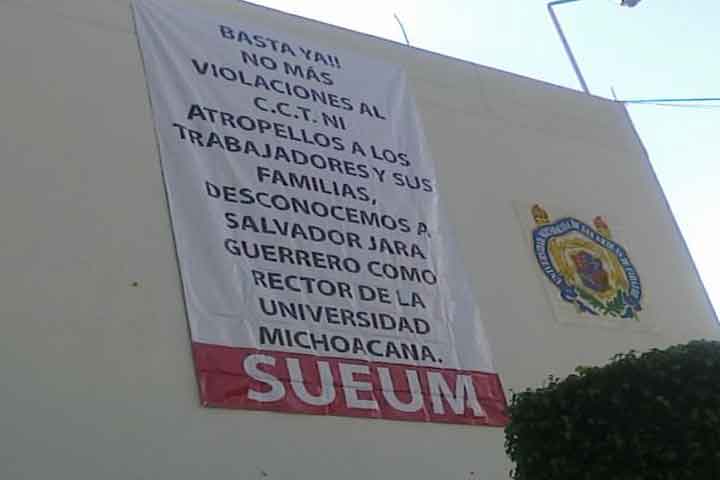 BASTA YA!!
NO MÁS
VIOLACIONES AL
C.C.T. NI
ATROPELLOS A LOS
TRABAJADORES Y SUS
FAMILIAS,
DESCONOCEMOS A
SALVADOR JARA
GUERRERO COMO
RECTOR DE LA
UNIVERSIDAD
MICHOACANA.
SUEUM